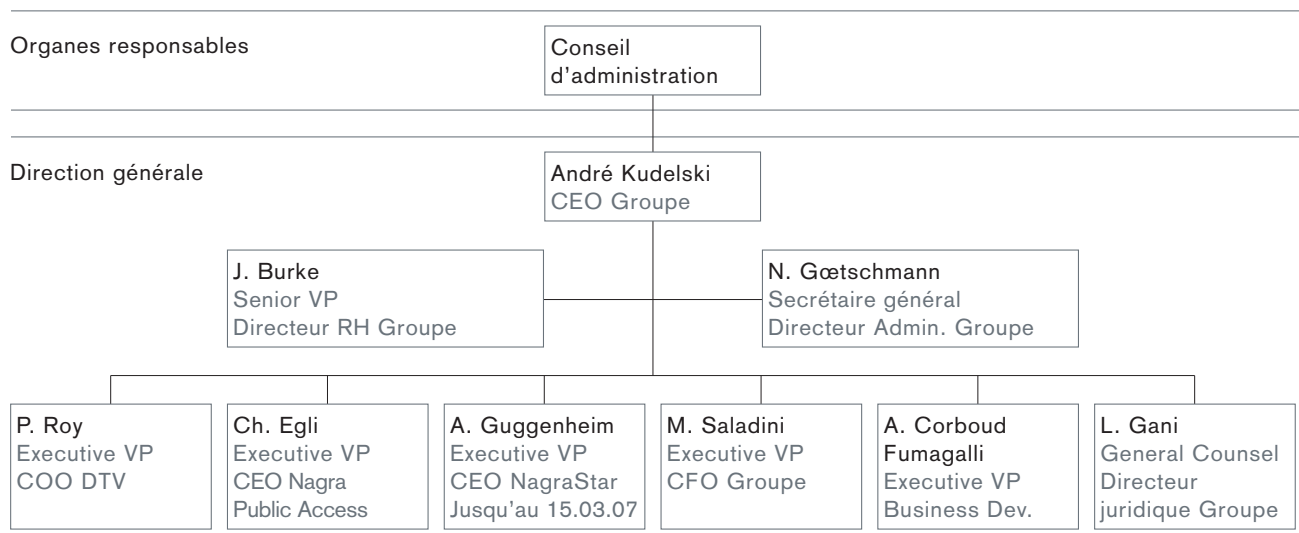 Organes responsables
Conseil
d'administration
Direction générale
André Kudelski
CEO Groupe
J. Burke
Senior VP
Directeur RH Groupe
N. Gœtschmann
Secrétaire général
Directeur Admin. Groupe
P. Roy
Executive VP
COO DTV
Ch. Egli
Executive VP
CEO Nagra
Public Access
A. Guggenheim
Executive VP
CEO NagraStar
Jusqu'au 15.03.07
M. Saladini
Executive VP
CFO Groupe
A. Corboud
Fumagalli
Executive VP
Business Dev.
L. Gani
General Counsel
Directeur
juridique Groupe